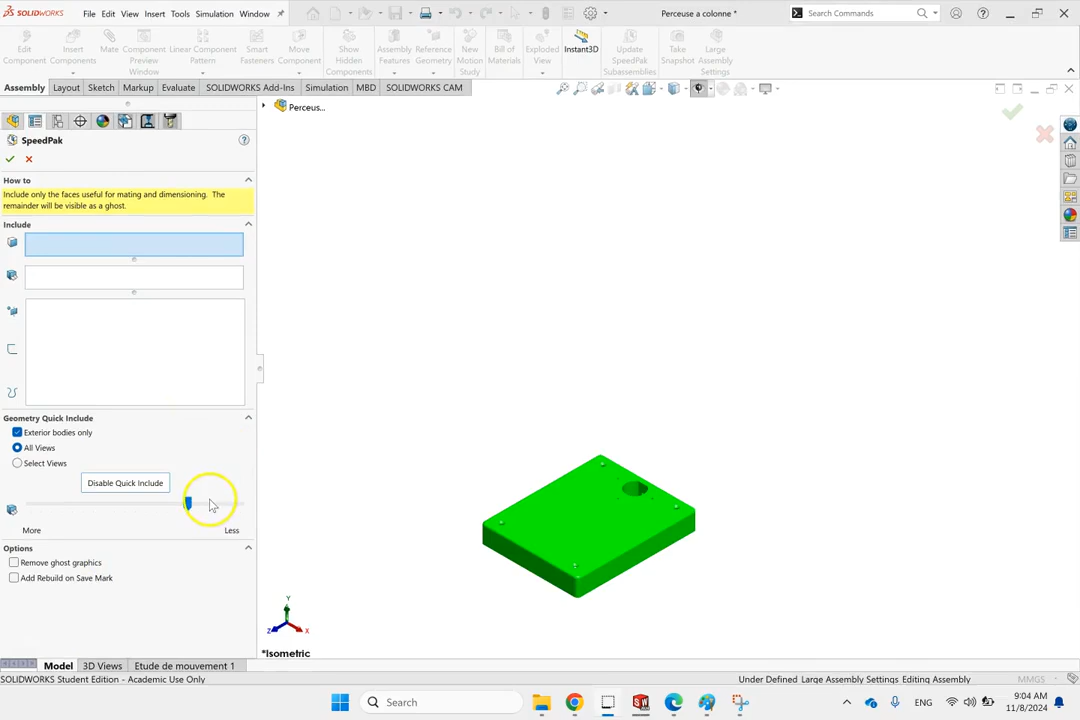 SOLIDWORKS File Edit View Insert Tools Simulation Window Perceuse a colonne * Search Commands
Edit Component Insert Components Mate Component Preview Window Linear Component Pattern Smart Fasteners Move Component Show Hidden Components Assembly Features Reference Geometry New Motion Study Bill of Materials Exploded View Instant3D Update SpeedPak Subassemblies Take Snapshot Large Assembly Settings
Assembly Layout Sketch Markup Evaluate SOLIDWORKS Add-Ins Simulation MBD SOLIDWORKS CAM
Perceus...
SpeedPak
How to
Include only the faces useful for mating and dimensioning. The
remainder will be visible as a ghost.
Include
Geometry Quick Include
Exterior bodies only
All Views
Select Views
Disable Quick Include
More Less
Options
Remove ghost graphics
Add Rebuild on Save Mark
Y
Z X
*Isometric
Model 3D Views Etude de mouvement 1
SOLIDWORKS Student Edition - Academic Use Only Under Defined Large Assembly Settings Editing Assembly MMGS
Search ENG 9:04 AM
11/8/2024